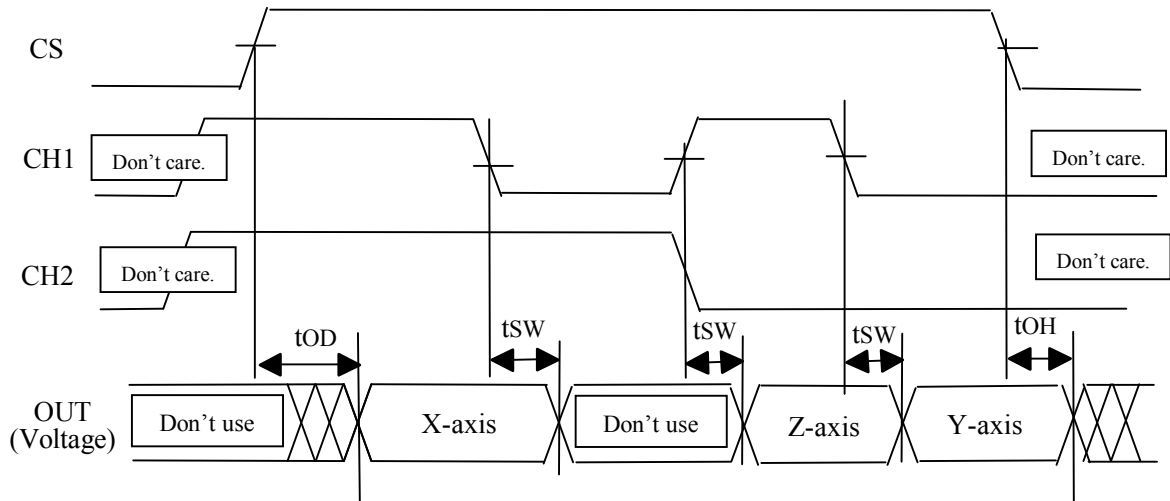 CS
CH1
Don't care.
Don't care.
CH2
Don't care.
Don't care.
tOD
tSW
tSW
tSW
tOH
OUT
(Voltage)
Don't use
X-axis
Don't use
Z-axis
Y-axis